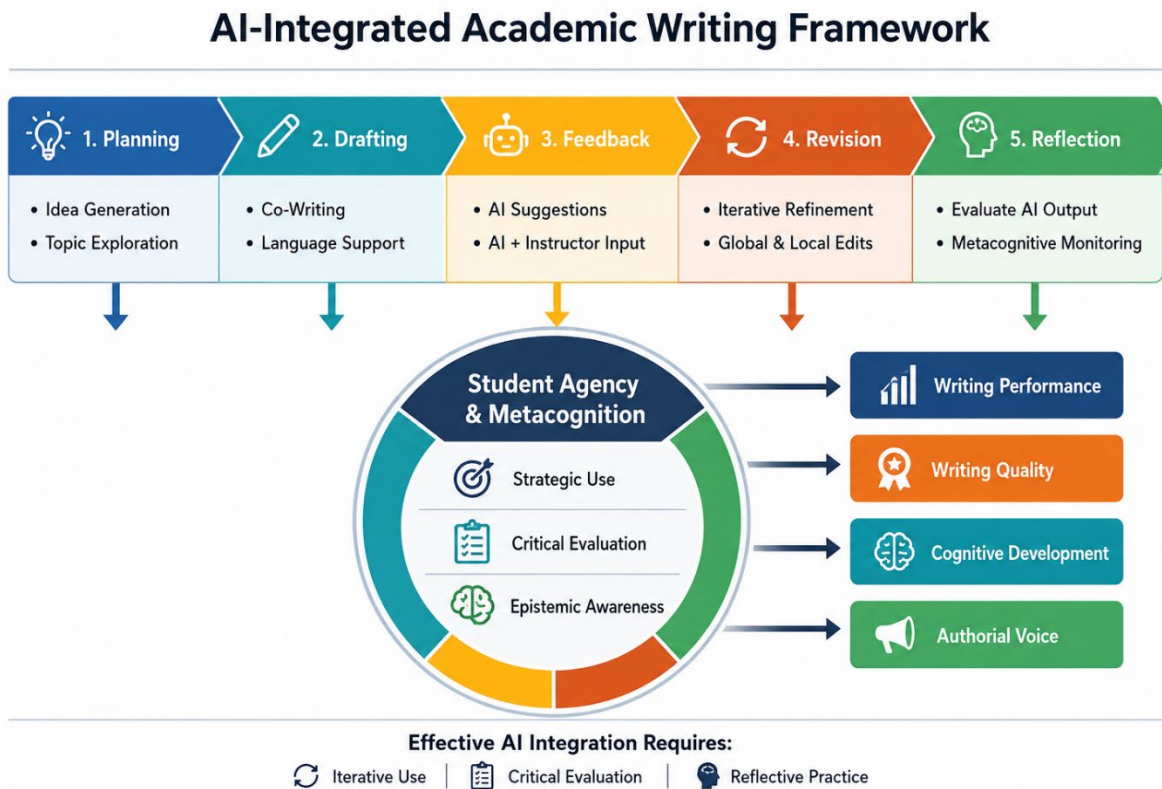 AI-Integrated Academic Writing Framework
1. Planning
2. Drafting
3. Feedback
4. Revision
5. Reflection
• Idea Generation
• Topic Exploration
• Co-Writing
• Language Support
• AI Suggestions
• AI + Instructor Input
• Iterative Refinement
• Global & Local Edits
• Evaluate AI Output
• Metacognitive Monitoring
Student Agency
& Metacognition
Strategic Use
Critical Evaluation
Epistemic Awareness
Writing Performance
Writing Quality
Cognitive Development
Authorial Voice
Effective AI Integration Requires:
Iterative Use | Critical Evaluation | Reflective Practice